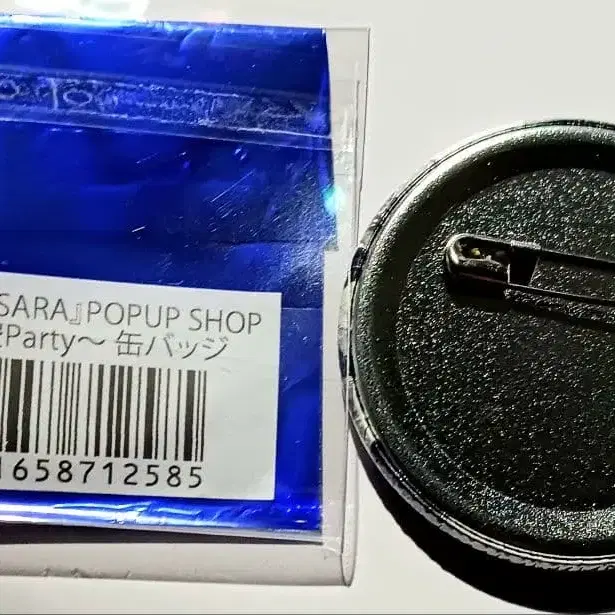 SARA』POPUP SHOP
Party～ 缶バッジ
1658712585